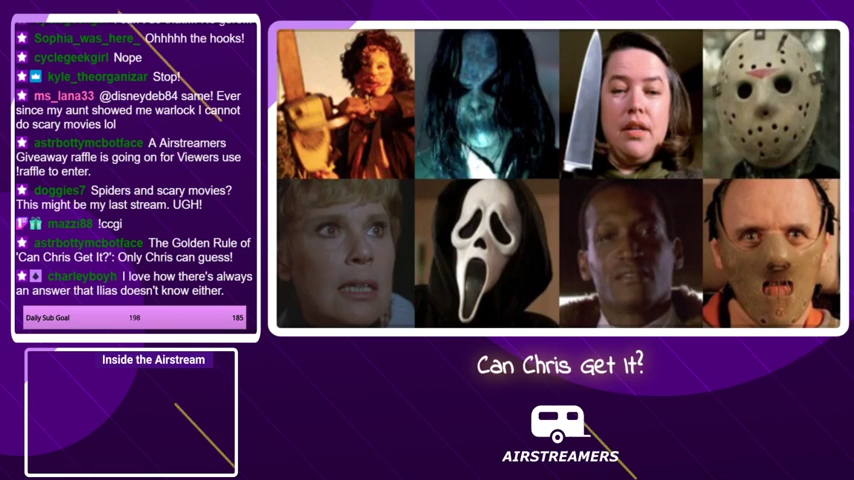 Sophia_was_here_ Ohhhhh the hooks!
cyclegeekgirl Nope
kyle_theorganizar Stop!
ms_lana33 @disneydeb84 same! Ever
since my aunt showed me warlock I cannot
do scary movies lol
astrbottymcbotface A Airstreamers
Giveaway raffle is going on for Viewers use
!raffle to enter.
doggies7 Spiders and scary movies?
This might be my last stream. UGH!
mazzi88 !ccgi
astrbottymcbotface The Golden Rule of
'Can Chris Get It?': Only Chris can guess!
charleyboyh I love how there's always
an answer that Ilias doesn't know either.
Daily Sub Goal 198 185
Inside the Airstream
Can Chris Get It?
AIRSTREAMERS